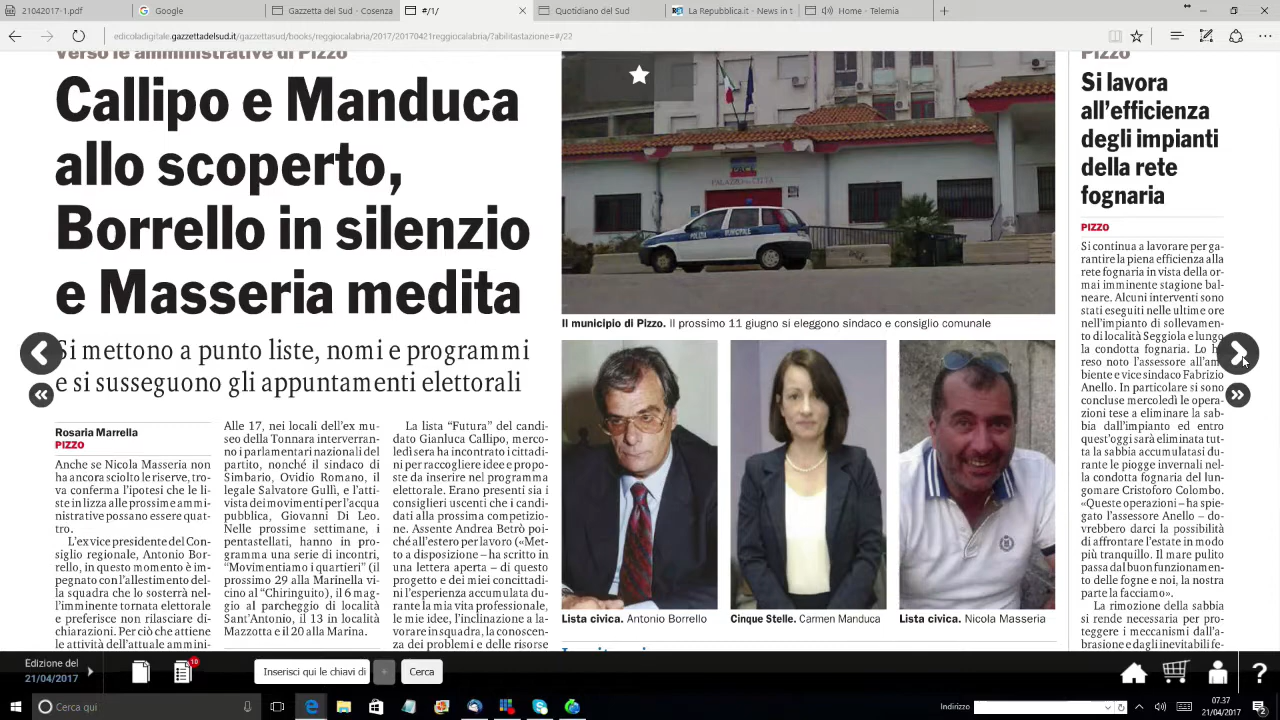 21042017-1.pdf
Gazzetta del Sud - Cosenza
#1/
Quotidiano del Sud
La Repubblica.it - News in t
Home - Telemia
edicoladigitale.gazzettadelsud.it/gazzettasud/books/reggiocalabria/2017/20170421reggiocalabria/?abilitastazione=#/22
Verso le amministrative di Pizzo
Callipo e Manduca
allo scoperto,
Borrello in silenzio
e Masseria medita
Si mettono a punto liste, nomi e programmi
e si susseguono gli appuntamenti elettorali
Rosaria Marrella
PIZZO
Anche se Nicola Masseria non
ha ancora sciolto le riserve, tro-
va conferma l'ipotesi che le li-
ste in lizza alle prossime ammi-
nistrative possano essere quat-
tro.
L'ex vice presidente del Con-
siglio regionale, Antonio Bor-
rello, in questo momento è im-
pegnato con l'allestimento del-
la squadra che lo sosterrà nel-
l'imminente tornata elettorale
e preferisce non rilasciare di-
chiarazioni. Per ciò che attiene
le attività dell'attuale ammini-
Alle 17, nei locali dell'ex mu-
seo della Tonnara interverran-
no i parlamentari nazionali del
partito, nonché il sindaco di
Simbario, Ovidio Romano, il
legale Salvatore Gullì, e l'atti-
vista dei movimenti per l'acqua
pubblica, Giovanni Di Leo.
Nelle prossime settimane, i
pentastellati, hanno in pro-
gramma una serie di incontri,
"Movimentiamo i quartieri" (il
prossimo 29 alla Marinella vi-
cino al "Chiringuito), il 6 mag-
gio al parcheggio di località
Sant'Antonio, il 13 in località
Mazzotta e il 20 alla Marina.
La lista "Futura" del candi-
dato Gianluca Callipo, merco-
ledì sera ha incontrato i cittadi-
ni per raccogliere idee e propo-
ste da inserire nel programma
elettorale. Erano presenti sia i
consiglieri uscenti che i candi-
dati alla prossima competizio-
ne. Assente Andrea Betrò poi-
ché all'estero per lavoro («Met-
to a disposizione – ha scritto in
una lettera aperta – di questo
progetto e dei miei concittadi-
ni l'esperienza accumulata du-
rante la mia vita professionale,
le mie idee, l'inclinazione a la-
vorare in squadra, la conoscen-
za dei problemi e delle risorse
PACE
PALAZZO DI CITTÀ
POLIZIA MUNICIPALE
Il municipio di Pizzo. Il prossimo 11 giugno si eleggono sindaco e consiglio comunale
Lista civica. Antonio Borrello
Cinque Stelle. Carmen Manduca
Lista civica. Nicola Masseria
PIZZO
Si lavora
all'efficienza
degli impianti
della rete
fognaria
PIZZO
Si continua a lavorare per ga-
rantire la piena efficienza alla
rete fognaria in vista della or-
mai imminente stagione bal-
neare. Alcuni interventi sono
stati eseguiti nelle ultime ore
nell'impianto di sollevamen-
to di località Seggiola e lungo
la condotta fognaria. Lo
reso noto l'assessore all'am
biente e vice sindaco Fabrizio
Anello. In particolare si sono
concluse mercoledì le opera-
zioni tese a eliminare la sab-
bia dall'impianto ed entro
quest'oggi sarà eliminata tut-
ta la sabbia accumulatasi du-
rante le piogge invernali nel-
la condotta fognaria del lun-
gomare Cristoforo Colombo.
«Queste operazioni – ha spie-
gato l'assessore Anello – do-
vrebbero darci la possibilità
di affrontare l'estate in modo
più tranquillo. Il mare pulito
passa dal buon funzionamen-
to delle fogne e noi, la nostra
parte la facciamo».
La rimozione della sabbia
si rende necessaria per pro-
teggere i meccanismi dall'a-
brasione e dagli inevitabili fe-
Edizione del
21/04/2017
10
Inserisci qui le chiavi di
+
Cerca
?
Cerca qui
Indirizzo
07.37
21/04/2017
2